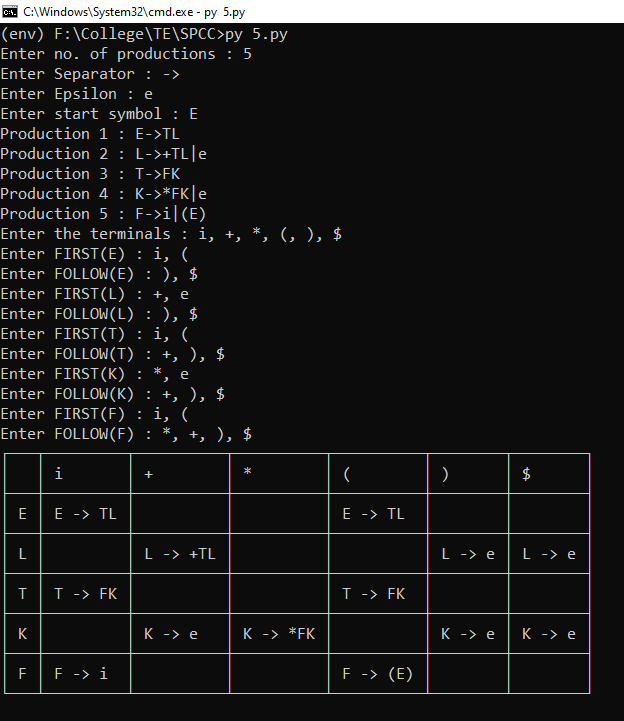 C:\Windows\System32\cmd.exe - py 5.py
(env) F:\College\TE\SPCC>py 5.py
Enter no. of productions : 5
Enter Separator : ->
Enter Epsilon : e
Enter start symbol : E
Production 1 : E->TL
Production 2 : L->+TL|e
Production 3 : T->FK
Production 4 : K->*FK|e
Production 5 : F->i|(E)
Enter the terminals : i, +, *, (, ), $
Enter FIRST(E) : i, (
Enter FOLLOW(E) : ), $
Enter FIRST(L) : +, e
Enter FOLLOW(L) : ), $
Enter FIRST(T) : i, (
Enter FOLLOW(T) : +, ), $
Enter FIRST(K) : *, e
Enter FOLLOW(K) : +, ), $
Enter FIRST(F) : i, (
Enter FOLLOW(F) : *, +, ), $
i + * ( ) $
E E -> TL E -> TL
L L -> +TL L -> e L -> e
T T -> FK T -> FK
K K -> e K -> *FK K -> e K -> e
F F -> i F -> (E)